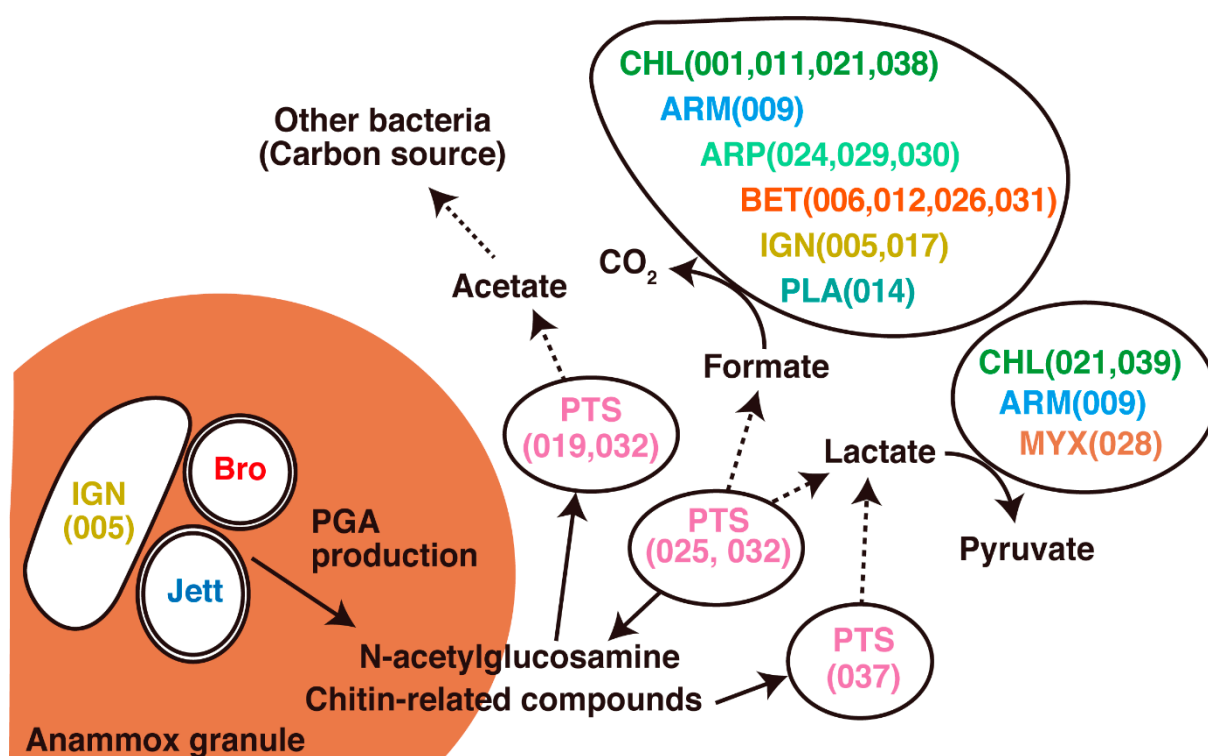 CHL(001,011,021,038)
ARM(009)
ARP(024,029,030)
BET(006,012,026,031)
IGN(005,017)
PLA(014)
Other bacteria
(Carbon source)
CO₂
Acetate
Formate
CHL(021,039)
ARM(009)
MYX(028)
PTS
(019,032)
Lactate
Bro
IGN
(005)
PGA
production
PTS
(025, 032)
Pyruvate
Jett
PTS
(037)
N-acetylglucosamine
Chitin-related compounds
Anammox granule